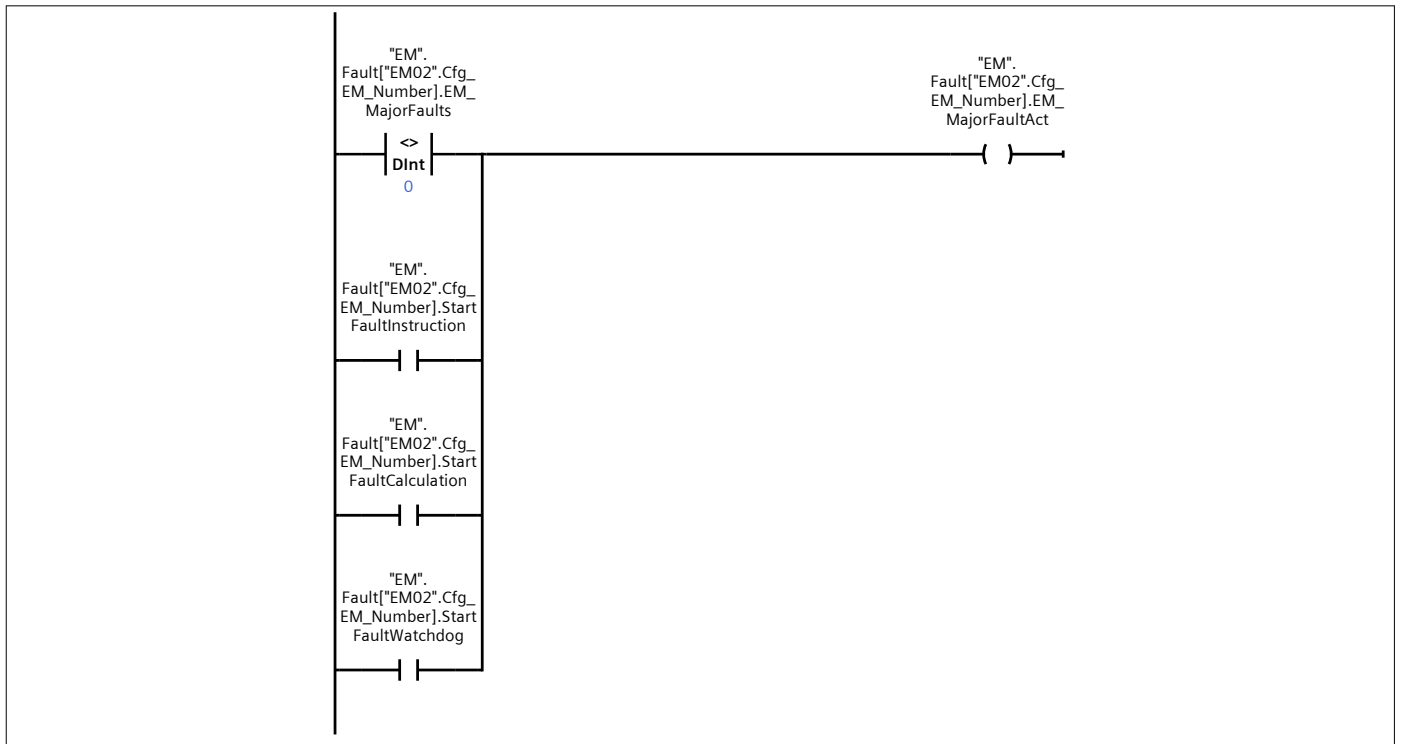 "EM".
Fault["EM02".Cfg_
EM_Number].EM_
MajorFaults
<>
DInt
0
"EM".
Fault["EM02".Cfg_
EM_Number].EM_
MajorFaultAct
"EM".
Fault["EM02".Cfg_
EM_Number].Start
FaultInstruction
"EM".
Fault["EM02".Cfg_
EM_Number].Start
FaultCalculation
"EM".
Fault["EM02".Cfg_
EM_Number].Start
FaultWatchdog